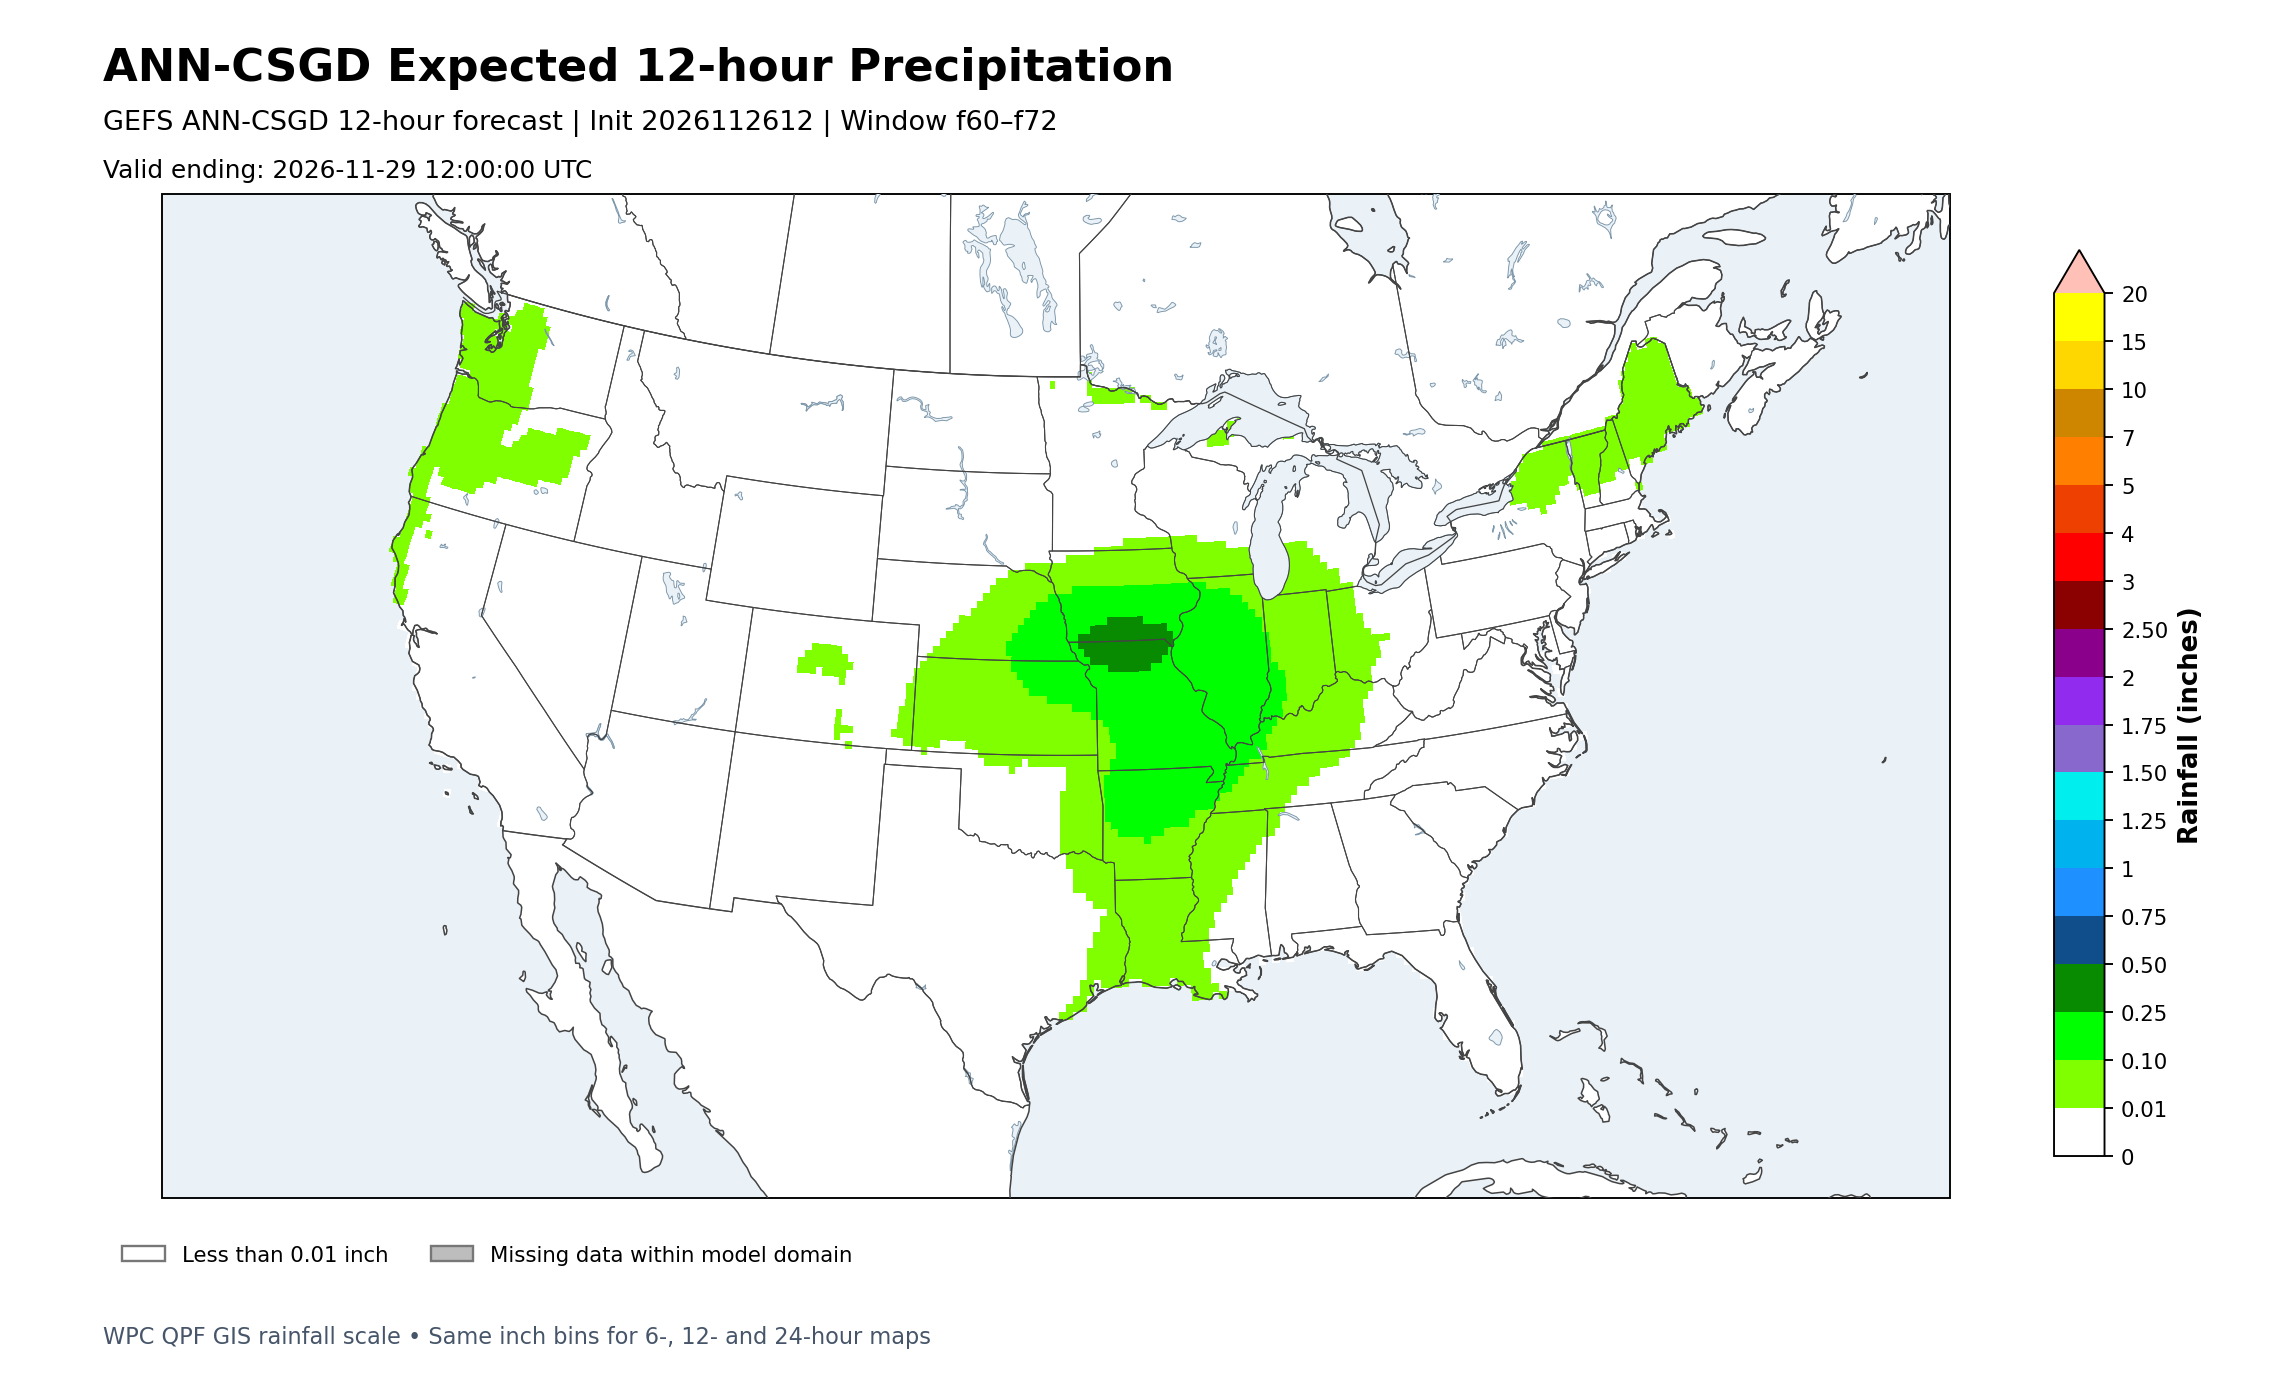 ANN-CSGD Expected 12-hour Precipitation
GEFS ANN-CSGD 12-hour forecast | Init 2026112612 | Window f60–f72
Valid ending: 2026-11-29 12:00:00 UTC
20
15
10
7
5
4
3
2.50
2
1.75
1.50
1.25
1
0.75
0.50
0.25
0.10
0.01
0
Rainfall (inches)
Less than 0.01 inch
Missing data within model domain
WPC QPF GIS rainfall scale • Same inch bins for 6-, 12- and 24-hour maps